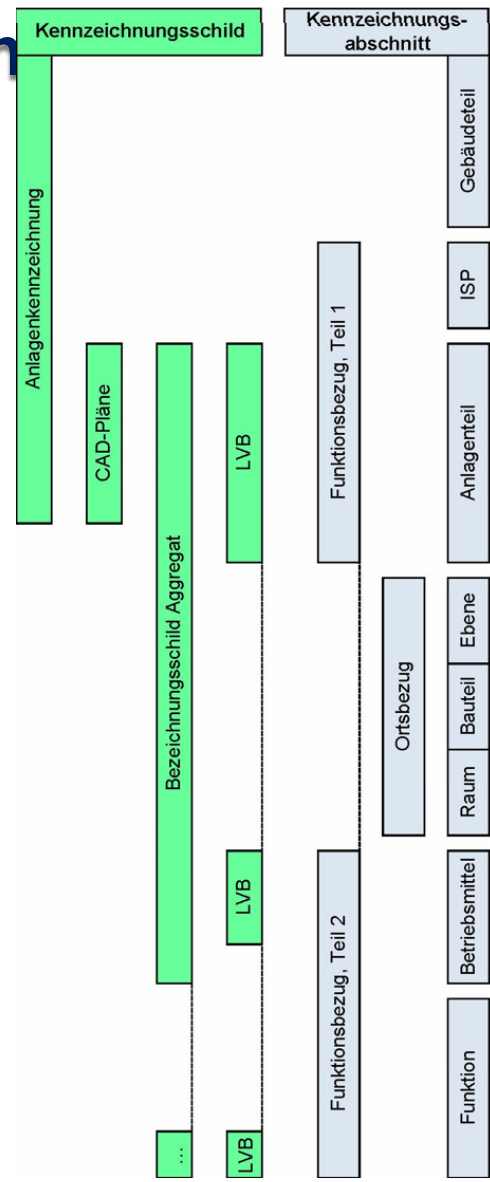 Kennzeichnungsschild
Kennzeichnungs-
abschnitt
n
Anlagenkennzeichnung
CAD-Pläne
Bezeichnungsschild Aggregat
...
LVB
LVB
LVB
Funktionsbezug, Teil 1
Funktionsbezug, Teil 2
Ortsbezug
Gebäudeteil
ISP
Anlagenteil
Ebene
Bauteil
Raum
Betriebsmittel
Funktion